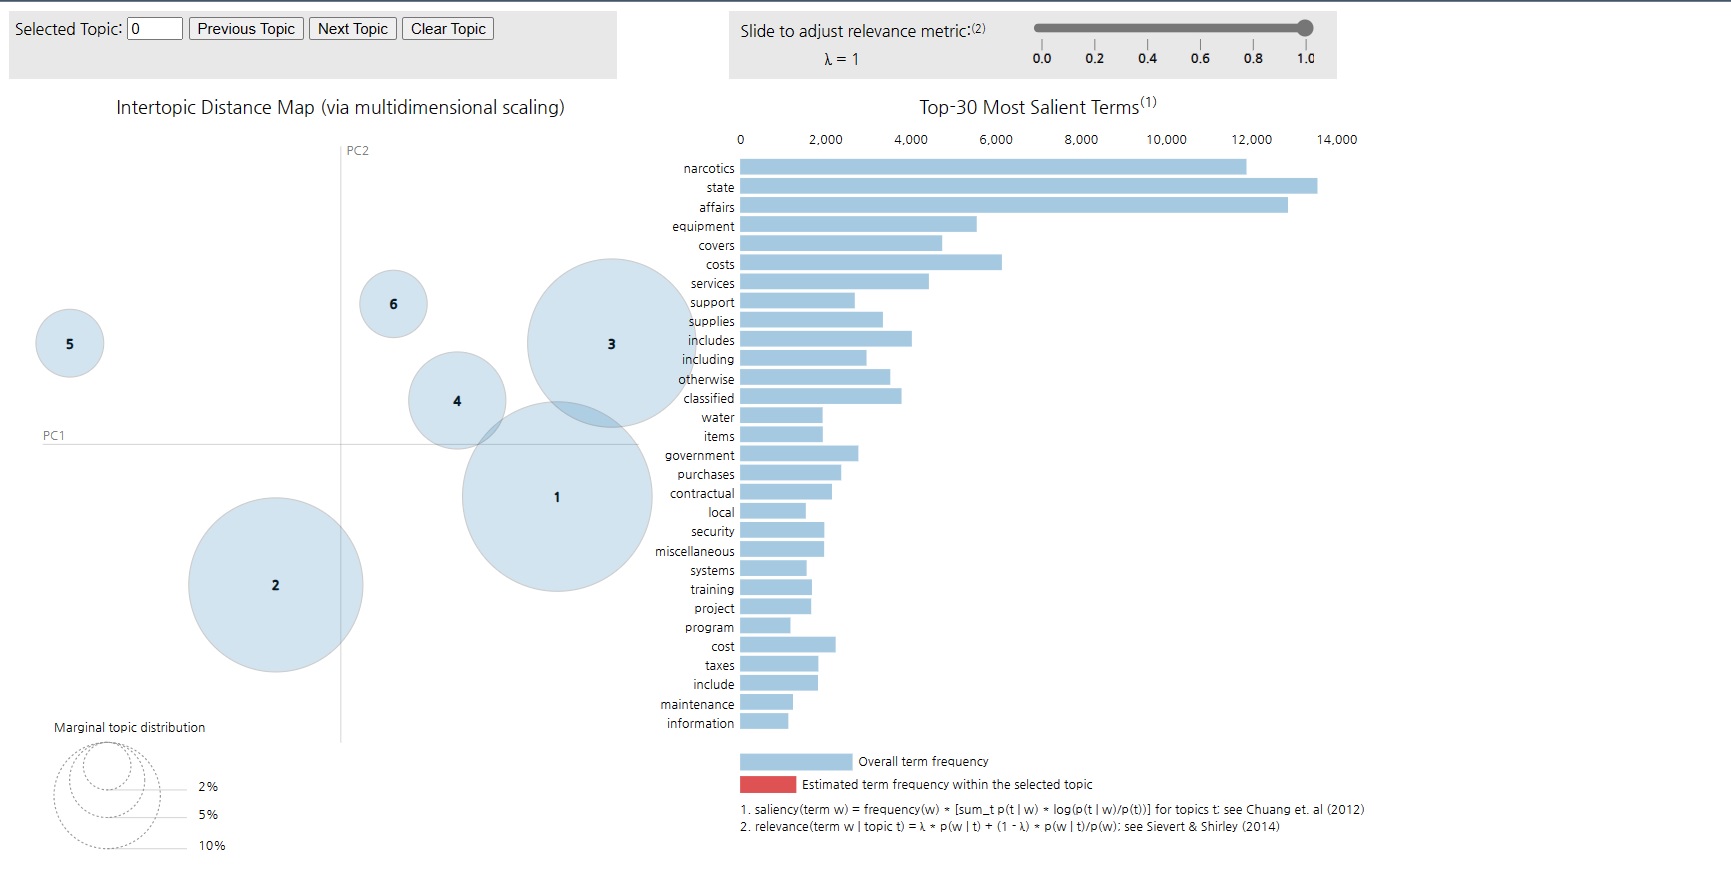 Selected Topic: 0 Previous Topic Next Topic Clear Topic
Slide to adjust relevance metric:(2)
λ = 1
0.0 0.2 0.4 0.6 0.8 1.0
Intertopic Distance Map (via multidimensional scaling)
PC2
PC1
5
6
3
4
1
2
Marginal topic distribution
2%
5%
10%
Top-30 Most Salient Terms(1)
0 2,000 4,000 6,000 8,000 10,000 12,000 14,000
narcotics
state
affairs
equipment
covers
costs
services
support
supplies
includes
including
otherwise
classified
water
items
government
purchases
contractual
local
security
miscellaneous
systems
training
project
program
cost
taxes
include
maintenance
information
Overall term frequency
Estimated term frequency within the selected topic
1. saliency(term w) = frequency(w) * [sum_t p(t | w) * log(p(t | w)/p(t))] for topics t; see Chuang et. al (2012)
2. relevance(term w | topic t) = λ * p(w | t) + (1 - λ) * p(w | t)/p(w); see Sievert & Shirley (2014)